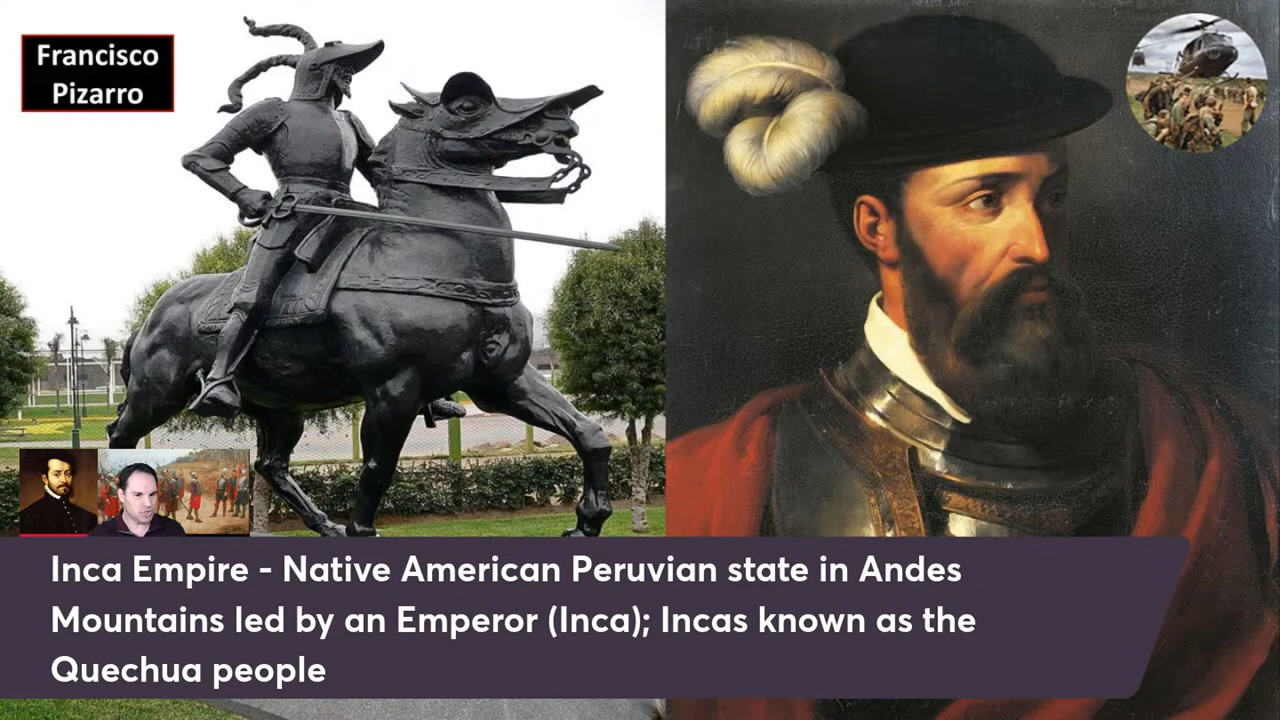 Francisco
Pizarro
Inca Empire - Native American Peruvian state in Andes
Mountains led by an Emperor (Inca); Incas known as the
Quechua people